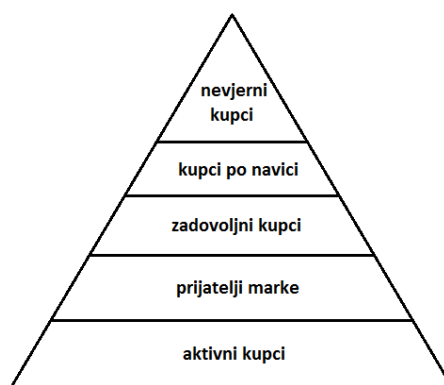 nevjerni
kupci
kupci po navici
zadovoljni kupci
prijatelji marke
aktivni kupci